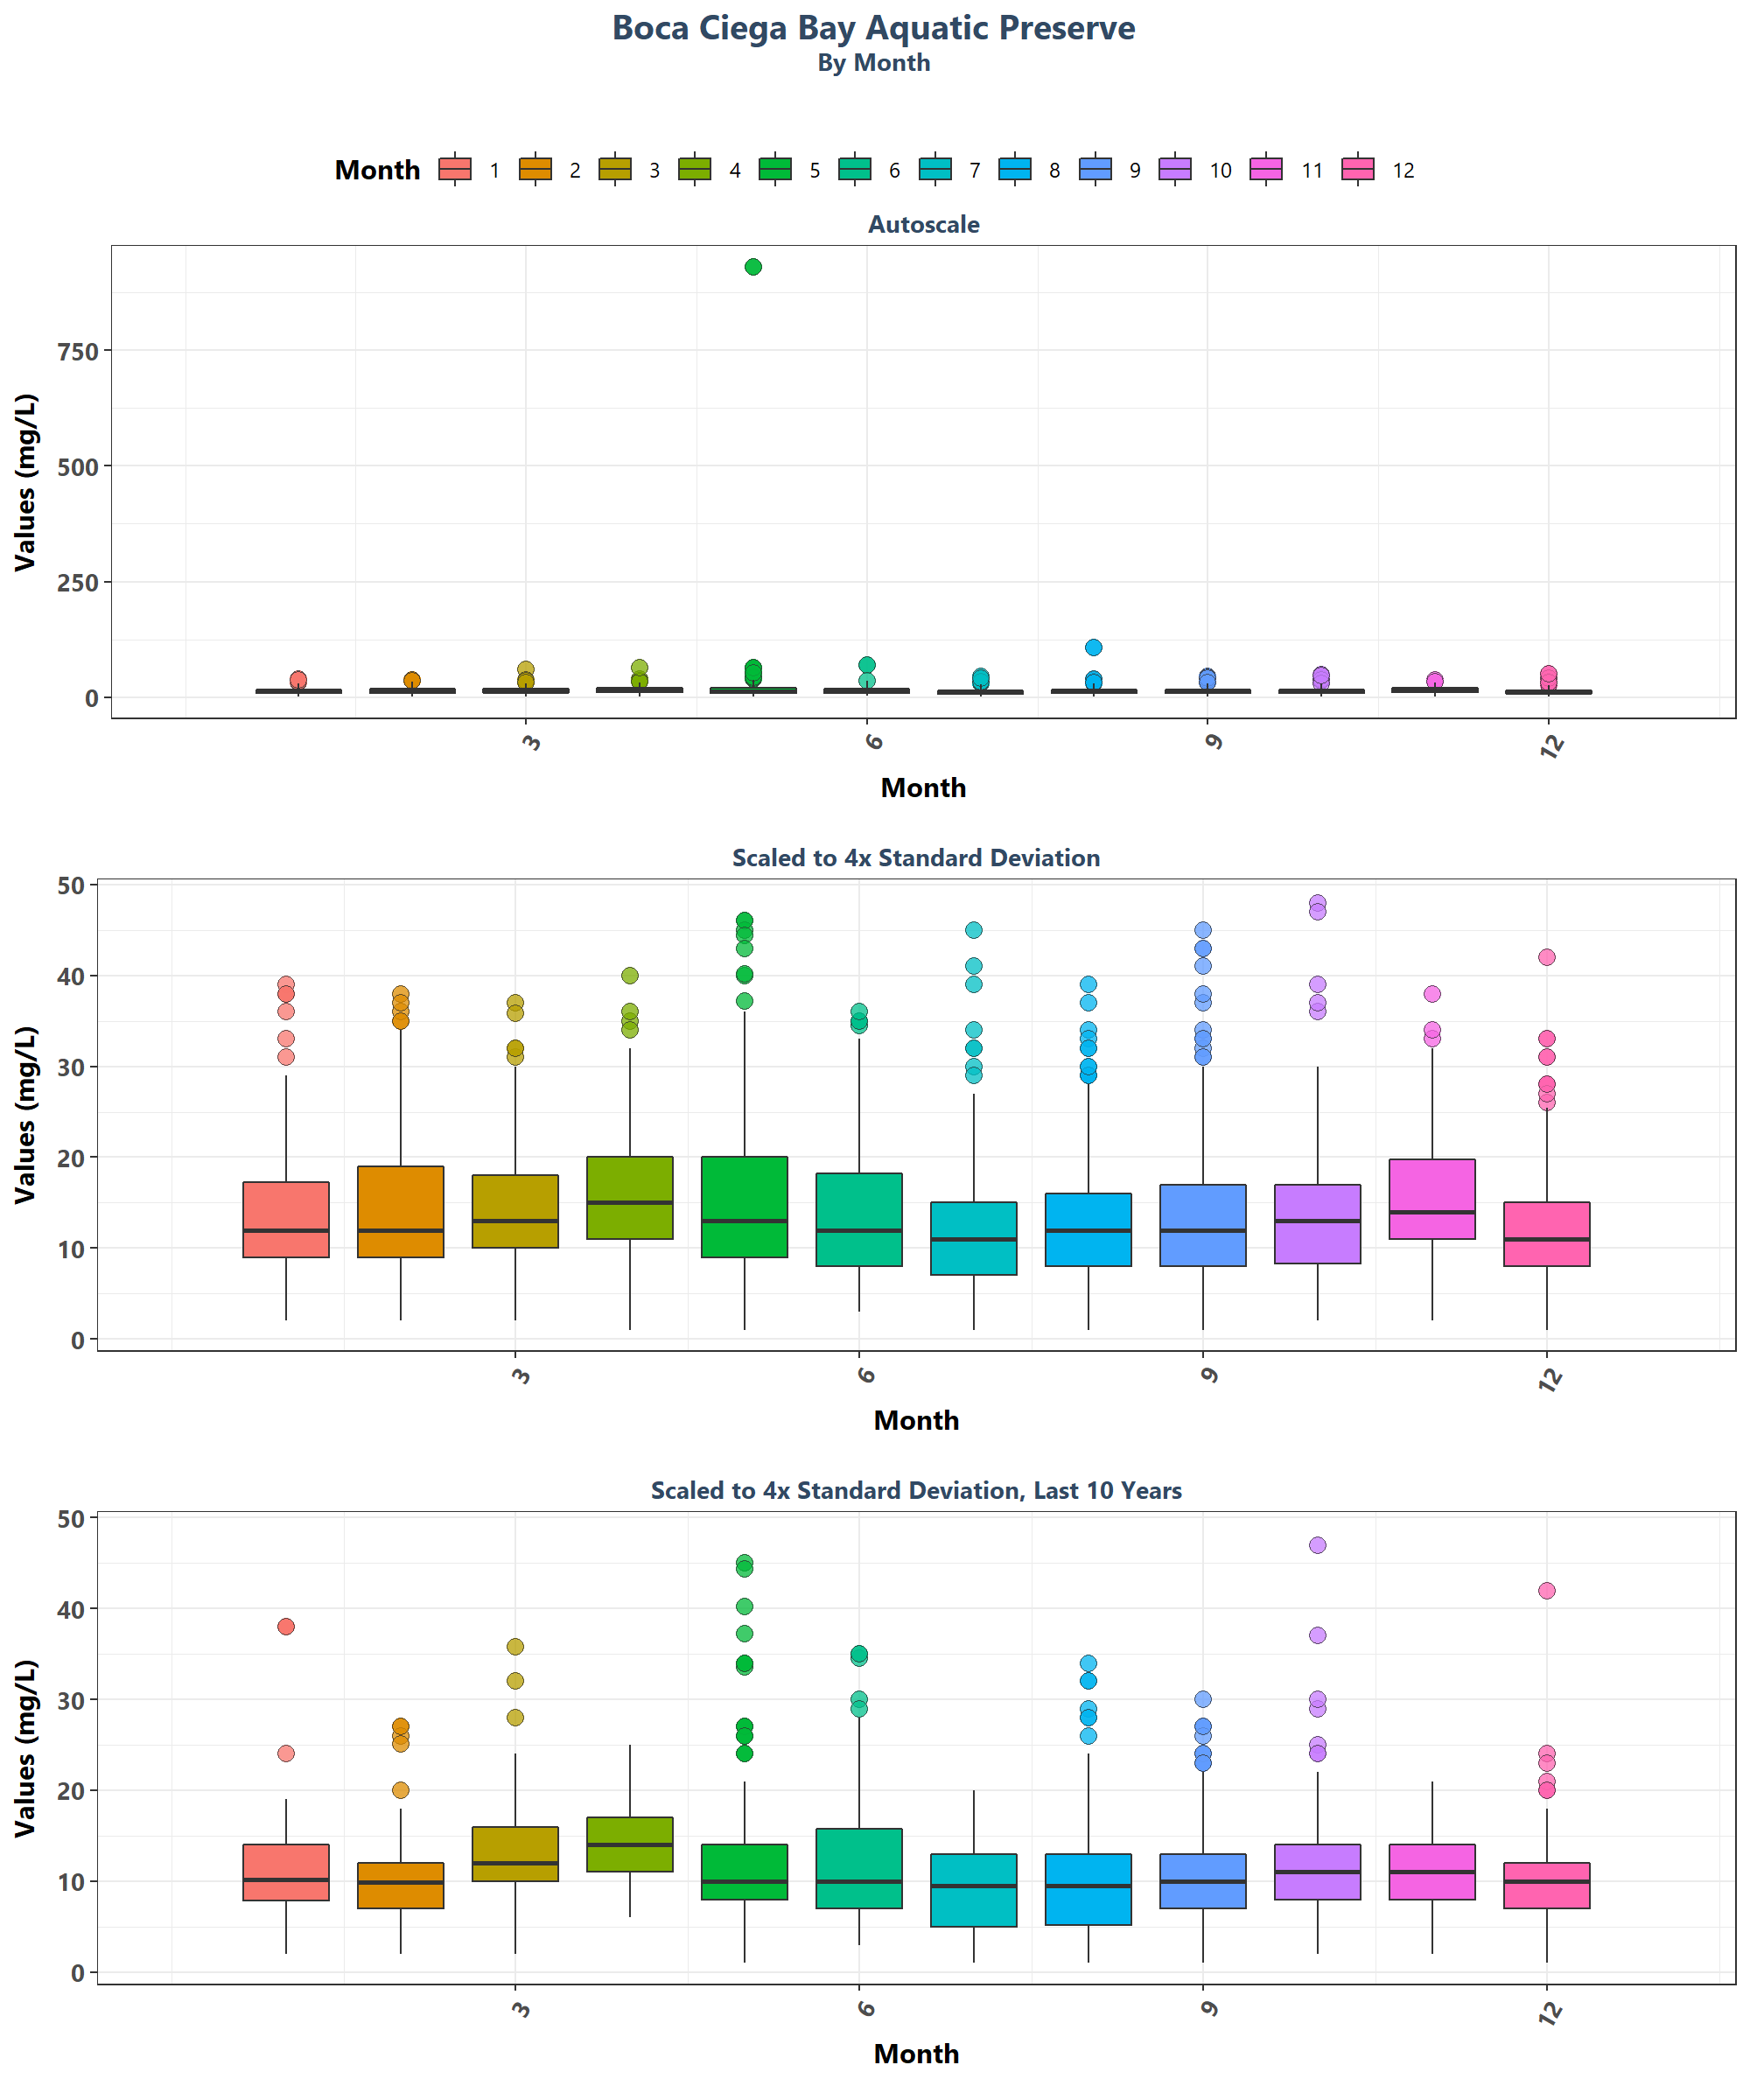 Boca Ciega Bay Aquatic Preserve
By Month
Month 1 2 3 4 5 6 7 8 9 10 11 12
Autoscale
Values (mg/L)
750
500
250
0
3 6 9 12
Month
Scaled to 4x Standard Deviation
Values (mg/L)
50
40
30
20
10
0
3 6 9 12
Month
Scaled to 4x Standard Deviation, Last 10 Years
Values (mg/L)
50
40
30
20
10
0
3 6 9 12
Month